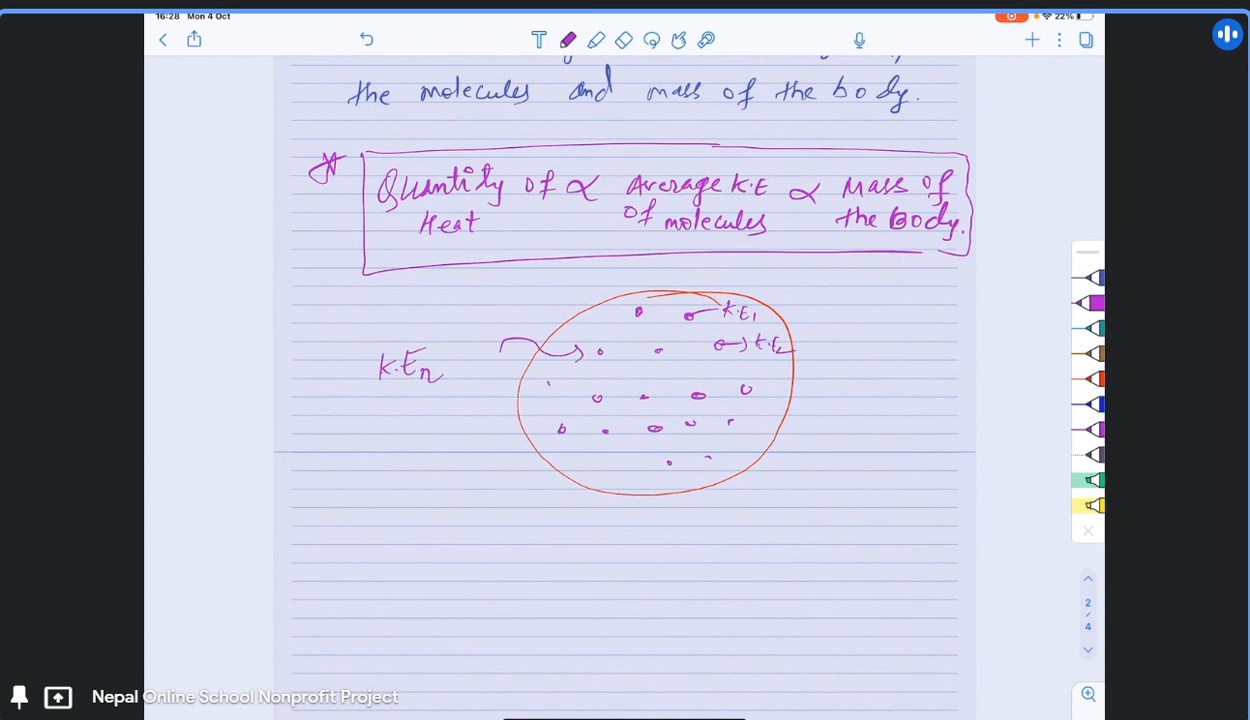 16:28 Mon 4 Oct
22%
the molecules and mass of the body.
Quantity of ∝ Average K.E ∝ Mass of
Heat of molecules the Body.
K.E1
K.E2
K.En
2
/
4
Nepal Online School Nonprofit Project